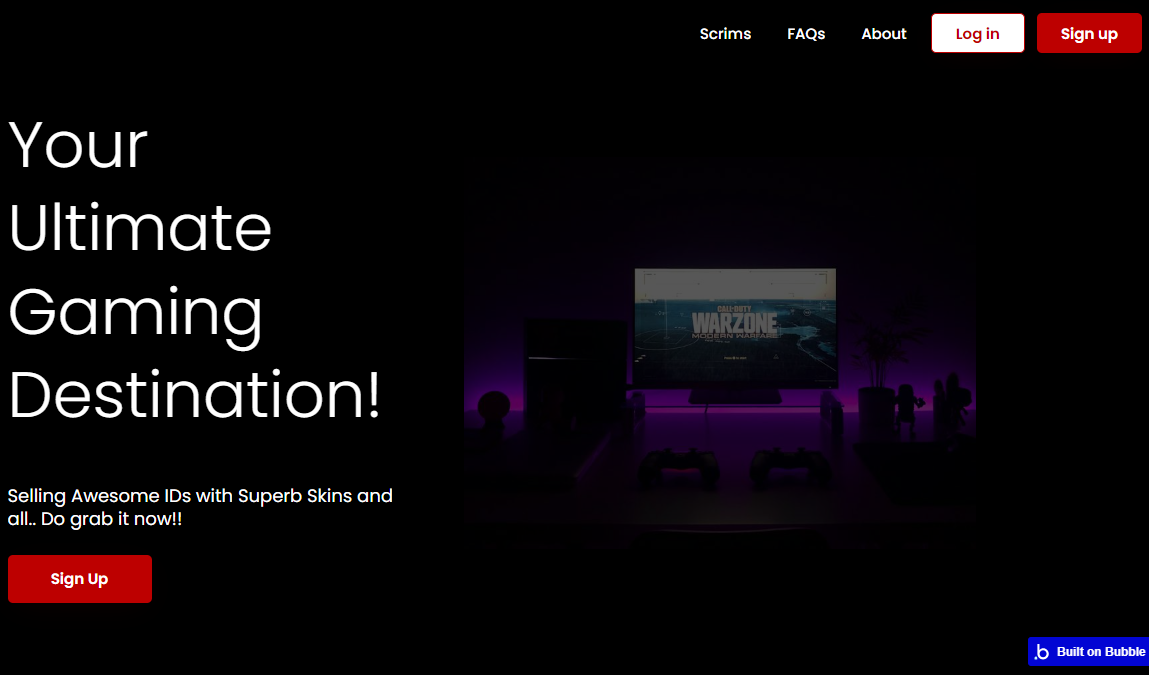 Scrims FAQs About Log in Sign up
Your
Ultimate
Gaming
Destination!
CALL OF DUTY
WARZONE
MODERN WARFARE
Selling Awesome IDs with Superb Skins and
all.. Do grab it now!!
Sign Up
.b Built on Bubble